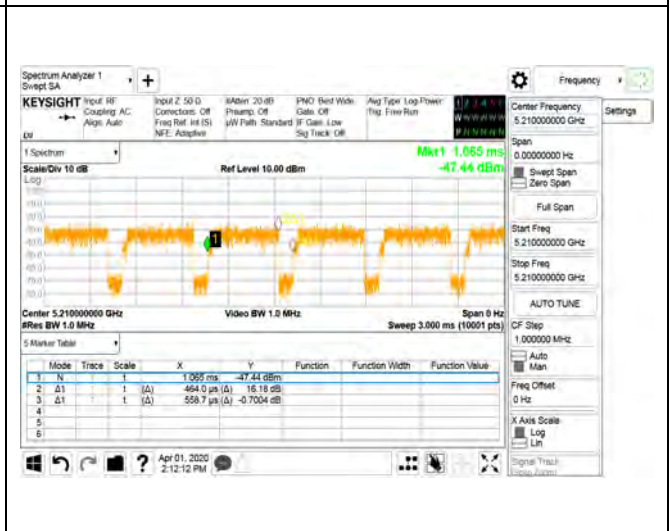 Spectrum Analyzer 1
Swept SA
+
Frequency
KEYSIGHT
Input: RF
Coupling: AC
Align: Auto
Input Z: 50 Ω
Corrections: Off
Freq Ref: Int (S)
NFE: Adaptive
#Atten: 20 dB
Preamp: Off
µW Path: Standard
PNO: Best Wide
Gate: Off
IF Gain: Low
Sig Track: Off
Avg Type: Log-Power
Trig: Free Run
1 Spectrum
Mkr1 1.065 ms
-47.44 dBm
Scale/Div 10 dB
Ref Level 10.00 dBm
Log
1
Center 5.210000000 GHz
Video BW 1.0 MHz
Span 0 Hz
#Res BW 1.0 MHz
Sweep 3.000 ms (10001 pts)
5 Marker Table
Mode Trace Scale X Y Function Function Width Function Value
1 N 1 t 1.065 ms -47.44 dBm
2 Δ1 1 t (Δ) 464.0 µs (Δ) 16.18 dB
3 Δ1 1 t (Δ) 558.7 µs (Δ) -0.7004 dB
4
5
6
?
Apr 01, 2020
2:12:12 PM
Center Frequency
5.210000000 GHz
Settings
Span
0.00000000 Hz
Swept Span
Zero Span
Full Span
Start Freq
5.210000000 GHz
Stop Freq
5.210000000 GHz
AUTO TUNE
CF Step
1.000000 MHz
Auto
Man
Freq Offset
0 Hz
X Axis Scale
Log
Lin
Signal Track